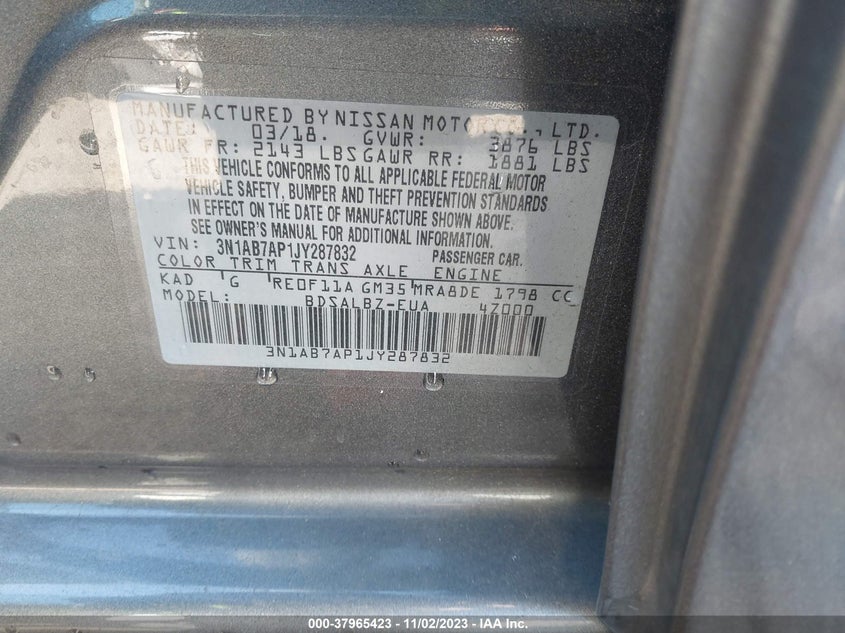 MANUFACTURED BY NISSAN MOTOR CO., LTD.
DATE: 03/18. GVWR: 3876 LBS
GAWR FR: 2143 LBS GAWR RR: 1881 LBS
THIS VEHICLE CONFORMS TO ALL APPLICABLE FEDERAL MOTOR
VEHICLE SAFETY, BUMPER AND THEFT PREVENTION STANDARDS
IN EFFECT ON THE DATE OF MANUFACTURE SHOWN ABOVE.
SEE OWNER'S MANUAL FOR ADDITIONAL INFORMATION.
VIN: 3N1AB7AP1JY287832 PASSENGER CAR.
COLOR TRIM TRANS AXLE ENGINE
KAD G RE0F11A GM35 MRA8DE 1798 CC
MODEL: BDSALBZ-EUA 47000
3N1AB7AP1JY287832
000-37965423 - 11/02/2023 - IAA Inc.